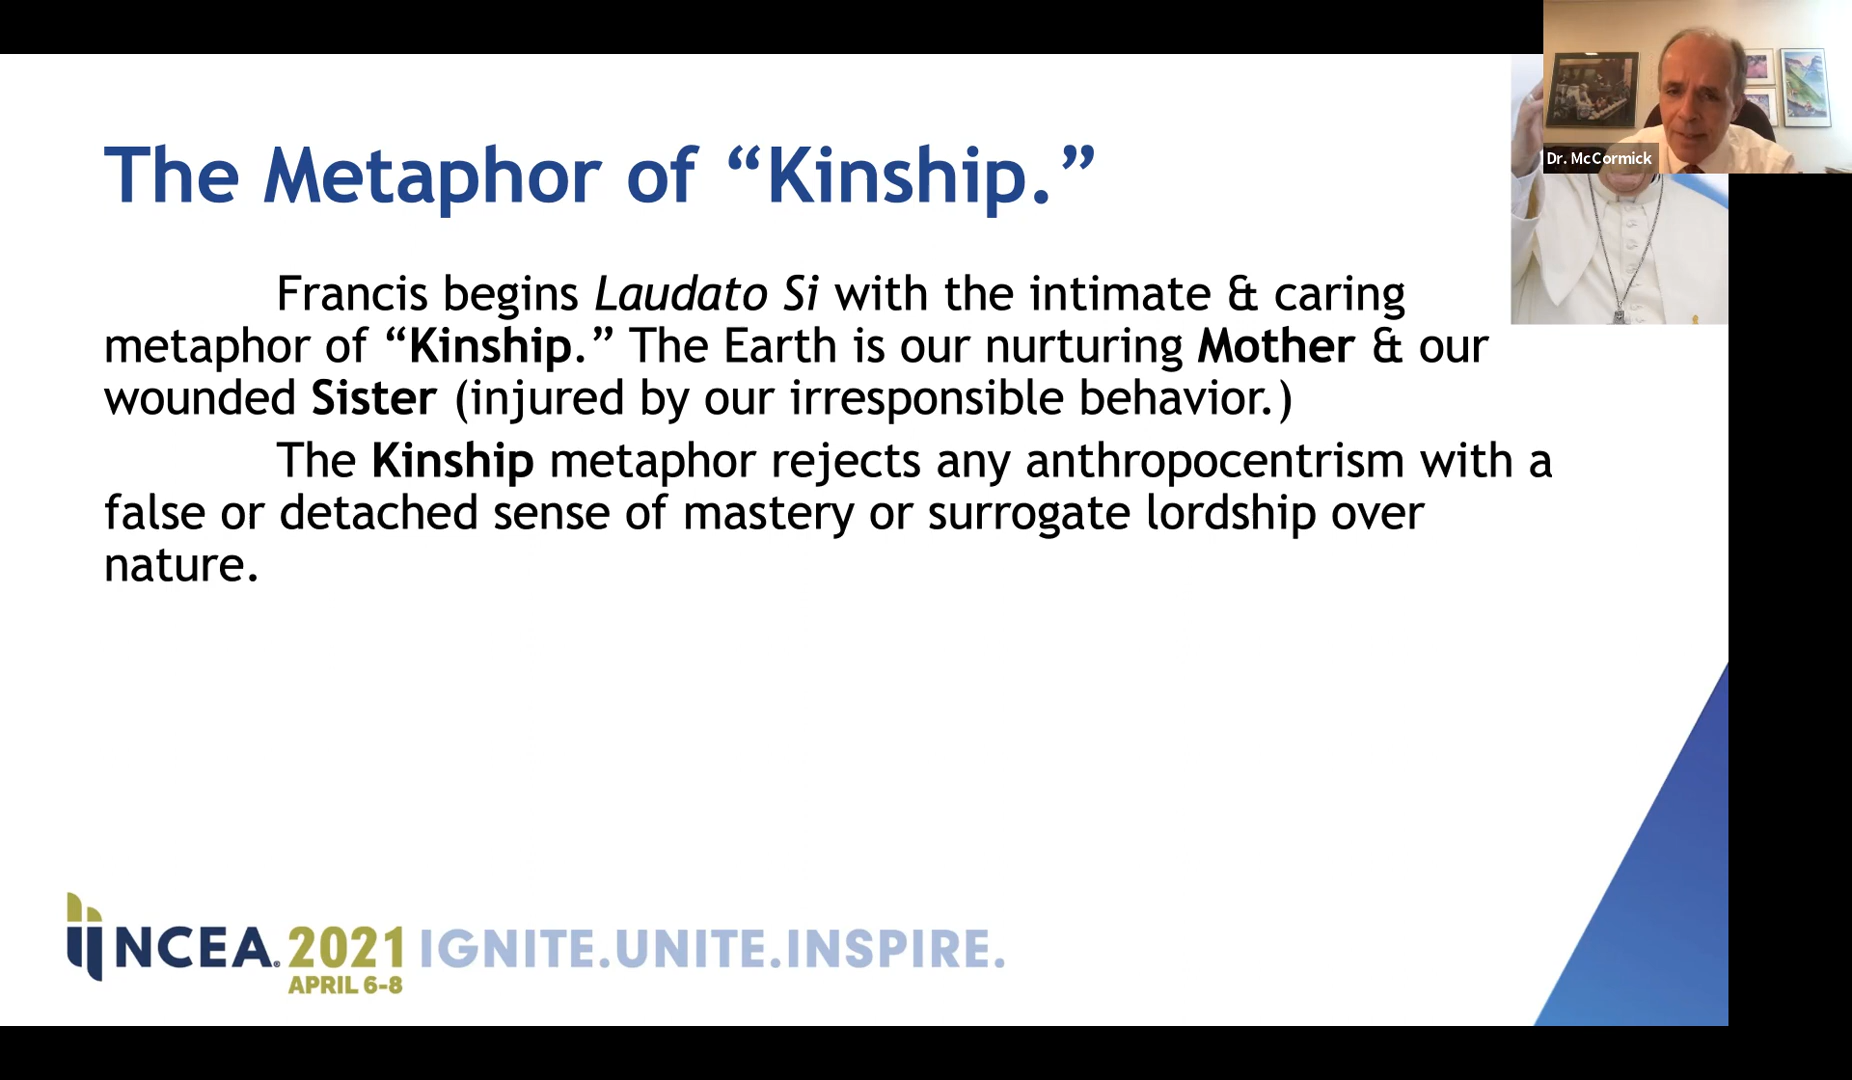 Dr. McCormick
The Metaphor of “Kinship.”
Francis begins Laudato Si with the intimate & caring
metaphor of “Kinship.” The Earth is our nurturing Mother & our
wounded Sister (injured by our irresponsible behavior.)
The Kinship metaphor rejects any anthropocentrism with a
false or detached sense of mastery or surrogate lordship over
nature.
NCEA® 2021 IGNITE.UNITE.INSPIRE.
APRIL 6-8